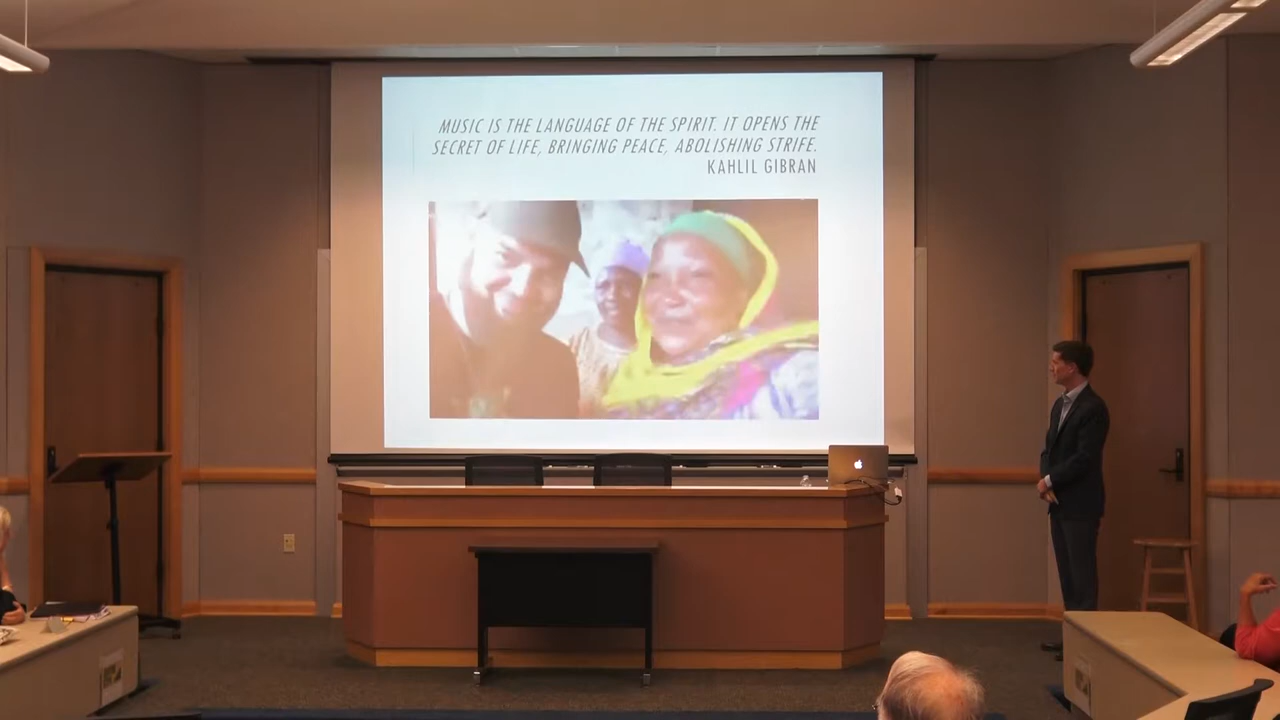 MUSIC IS THE LANGUAGE OF THE SPIRIT. IT OPENS THE
SECRET OF LIFE, BRINGING PEACE, ABOLISHING STRIFE.
KAHLIL GIBRAN